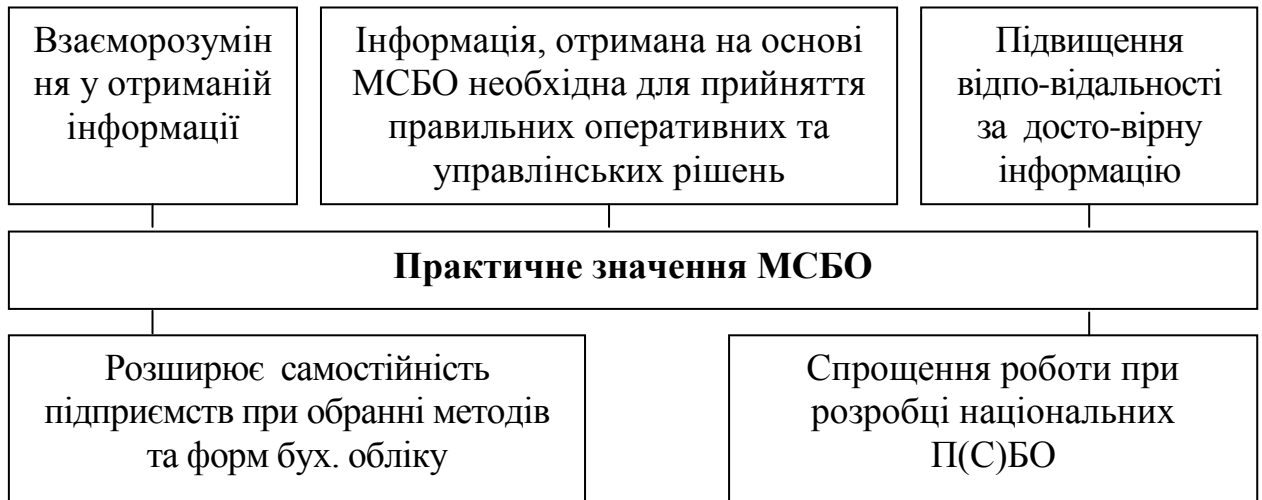 Взаєморозумін
ня у отриманій
інформації
Інформація, отримана на основі
МСБО необхідна для прийняття
правильних оперативних та
управлінських рішень
Підвищення
відпо-відальності
за досто-вірну
інформацію
Практичне значення МСБО
Розширює самостійність
підприємств при обранні методів
та форм бух. обліку
Спрощення роботи при
розробці національних
П(С)БО